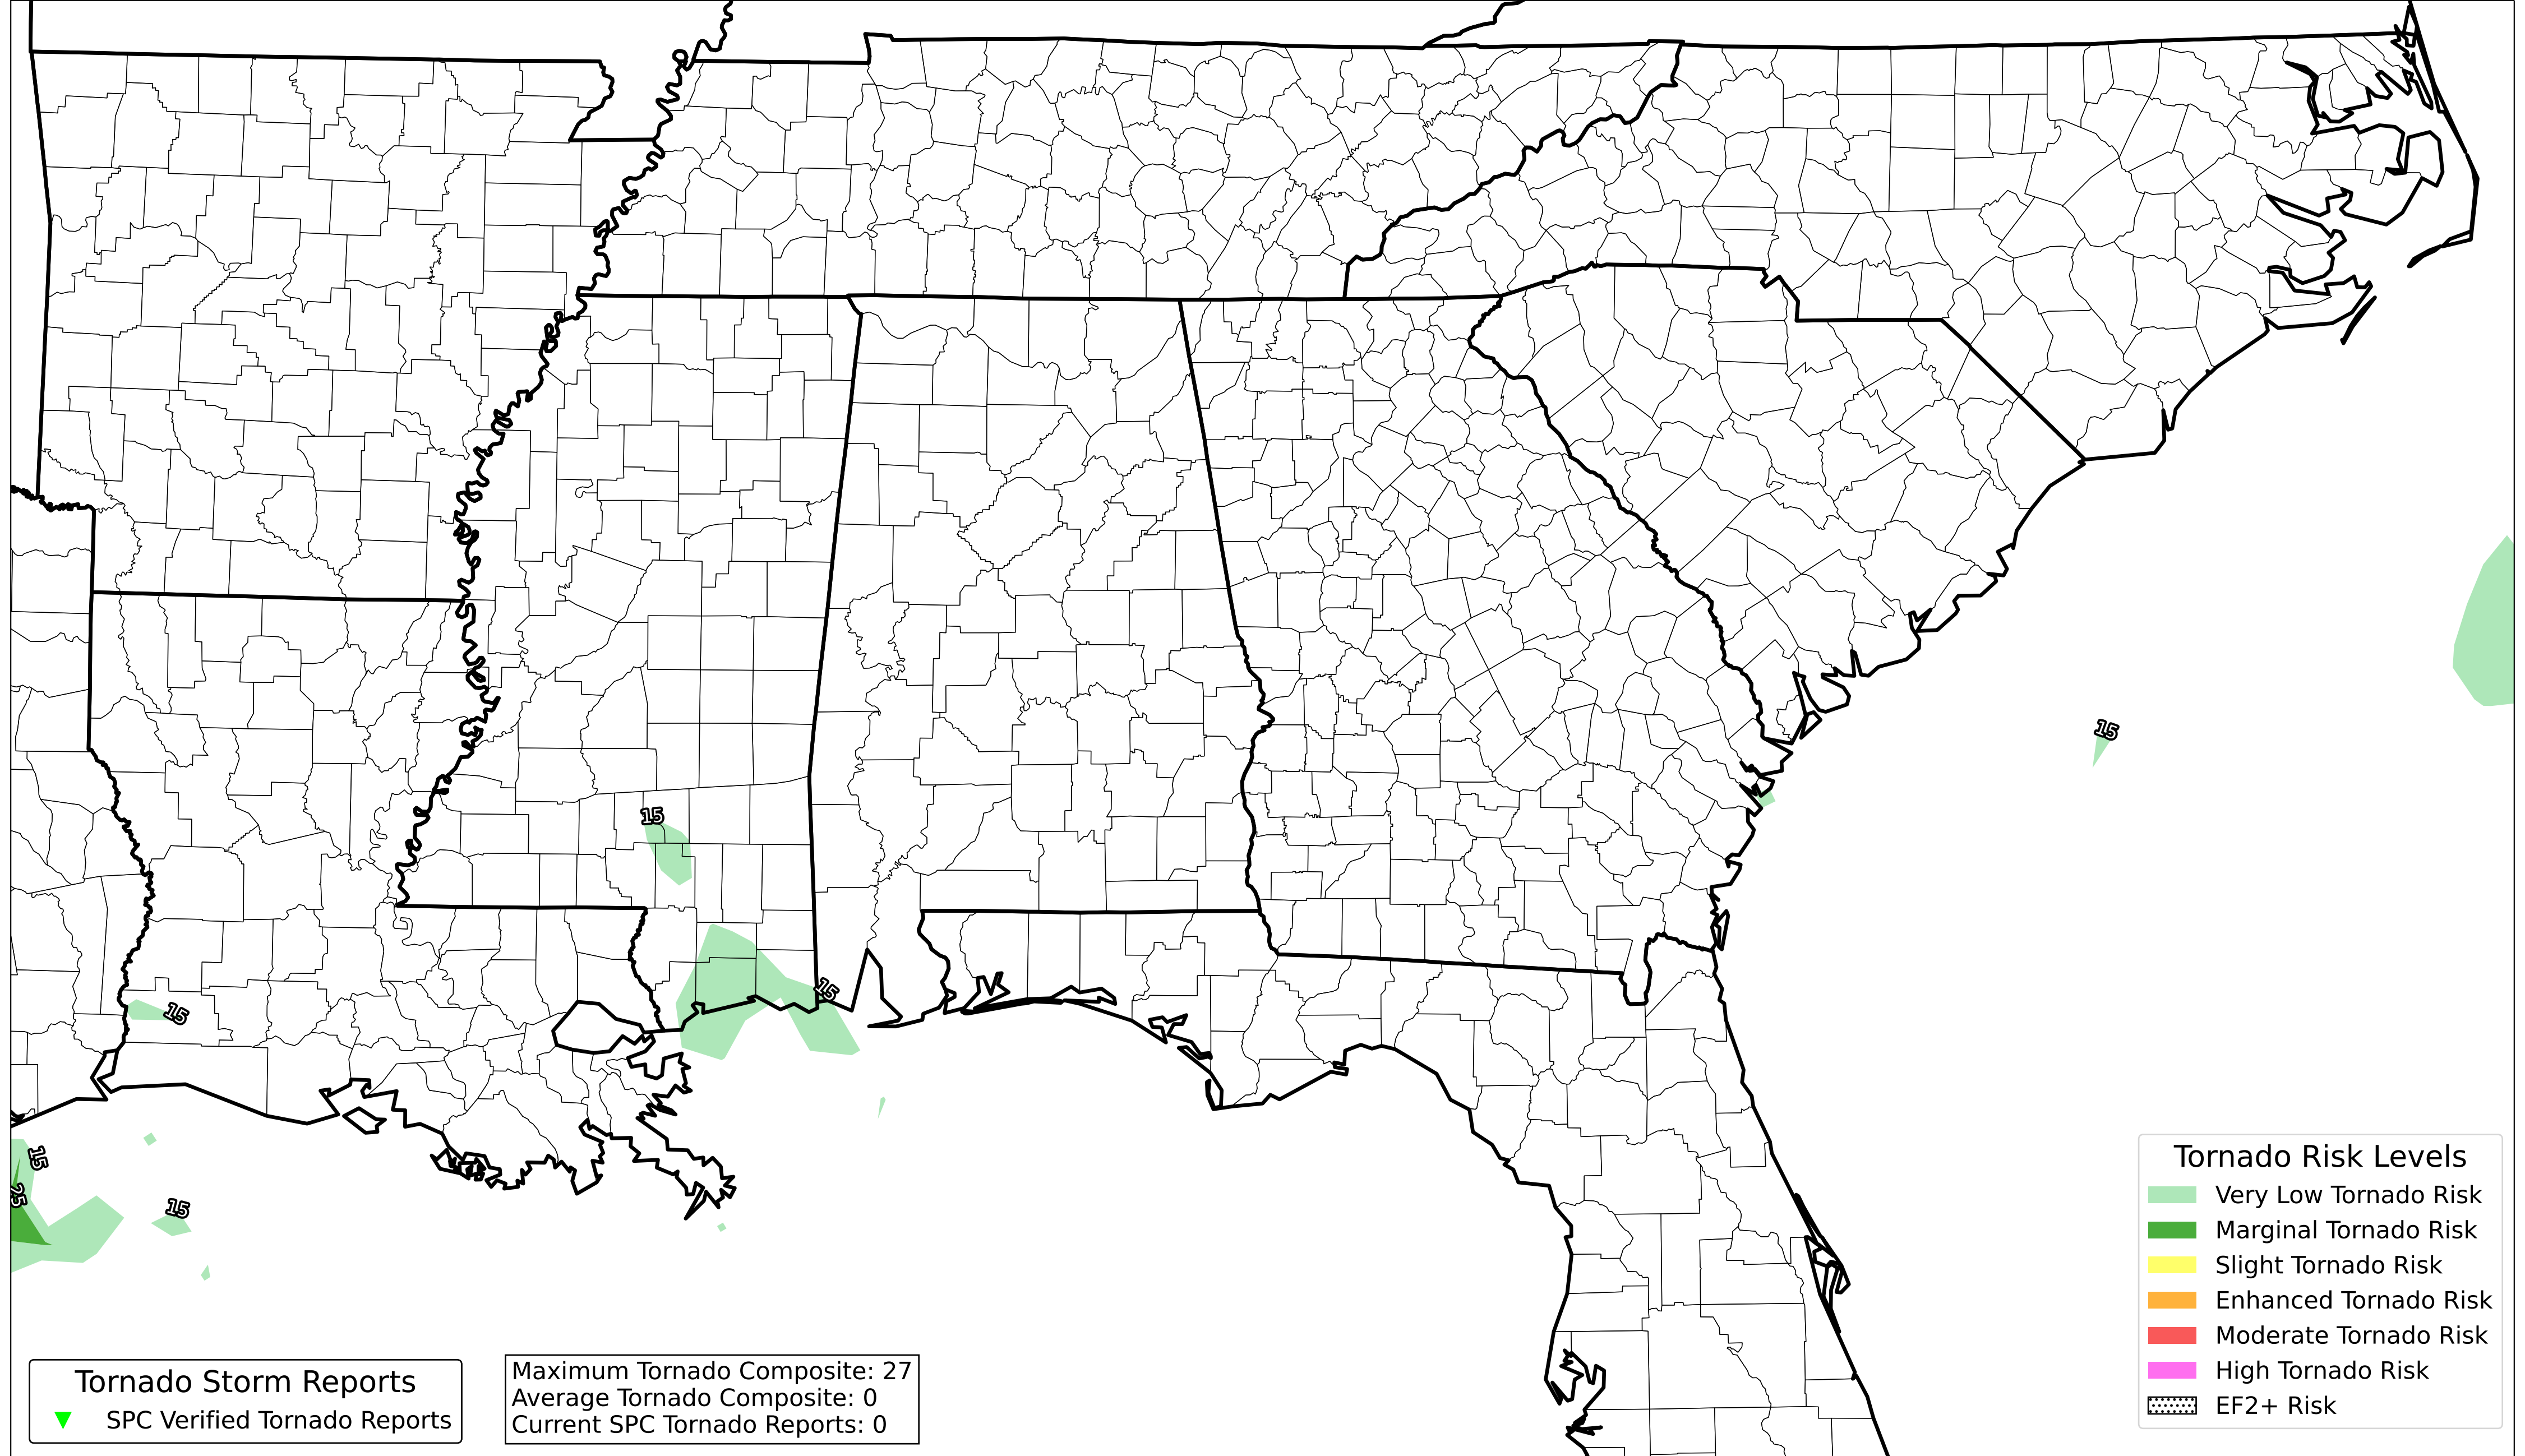 15
15
15
15
15
25
15
Tornado Risk Levels
Very Low Tornado Risk
Marginal Tornado Risk
Slight Tornado Risk
Enhanced Tornado Risk
Moderate Tornado Risk
High Tornado Risk
EF2+ Risk
Tornado Storm Reports
SPC Verified Tornado Reports
Maximum Tornado Composite: 27
Average Tornado Composite: 0
Current SPC Tornado Reports: 0